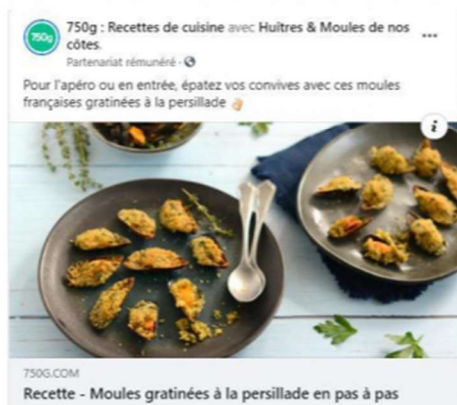 750g
750g : Recettes de cuisine avec Huîtres & Moules de nos
côtes.
Partenariat rémunéré ·
Pour l'apéro ou en entrée, épatez vos convives avec ces moules
françaises gratinées à la persillade 👌
i
750G.COM
Recette - Moules gratinées à la persillade en pas à pas